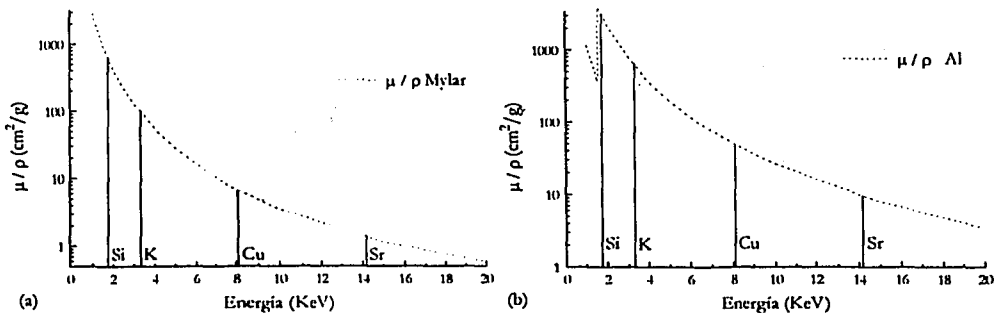 1000
100
10
1
μ / ρ (cm²/g)
μ / ρ Mylar
Si
K
Cu
Sr
0 2 4 6 8 10 12 14 16 18 20
Energía (KeV)
(a)
1000
100
10
1
μ / ρ (cm²/g)
μ / ρ Al
Si
K
Cu
Sr
0 2 4 6 8 10 12 14 16 18 20
Energía (KeV)
(b)